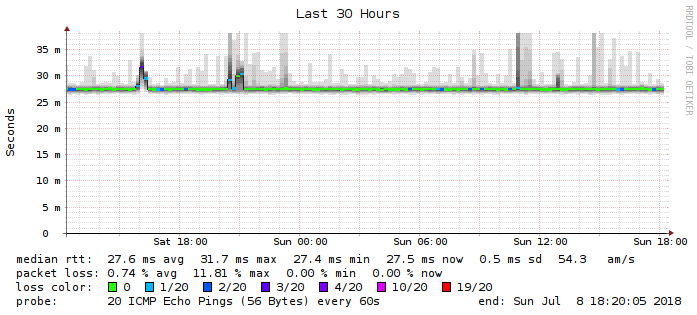 Last 30 Hours
RRDTOOL / TOBI OETIKER
Seconds
35 m
30 m
25 m
20 m
15 m
10 m
5 m
0
Sat 18:00 Sun 00:00 Sun 06:00 Sun 12:00 Sun 18:00
median rtt: 27.6 ms avg 31.7 ms max 27.4 ms min 27.5 ms now 0.5 ms sd 54.3 am/s
packet loss: 0.74 % avg 11.81 % max 0.00 % min 0.00 % now
loss color: 0 1/20 2/20 3/20 4/20 10/20 19/20
probe: 20 ICMP Echo Pings (56 Bytes) every 60s end: Sun Jul 8 18:20:05 2018